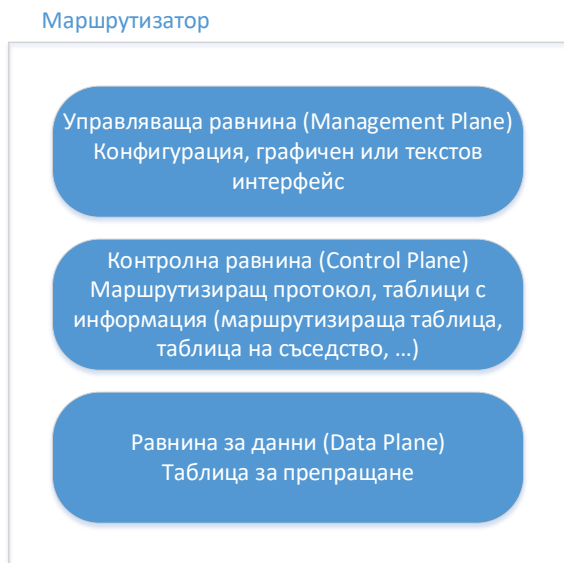 Маршрутизатор
Управляваща равнина (Management Plane)
Конфигурация, графичен или текстов
интерфейс
Контролна равнина (Control Plane)
Маршрутизиращ протокол, таблици с
информация (маршрутизираща таблица,
таблица на съседство, ...)
Равнина за данни (Data Plane)
Таблица за препращане